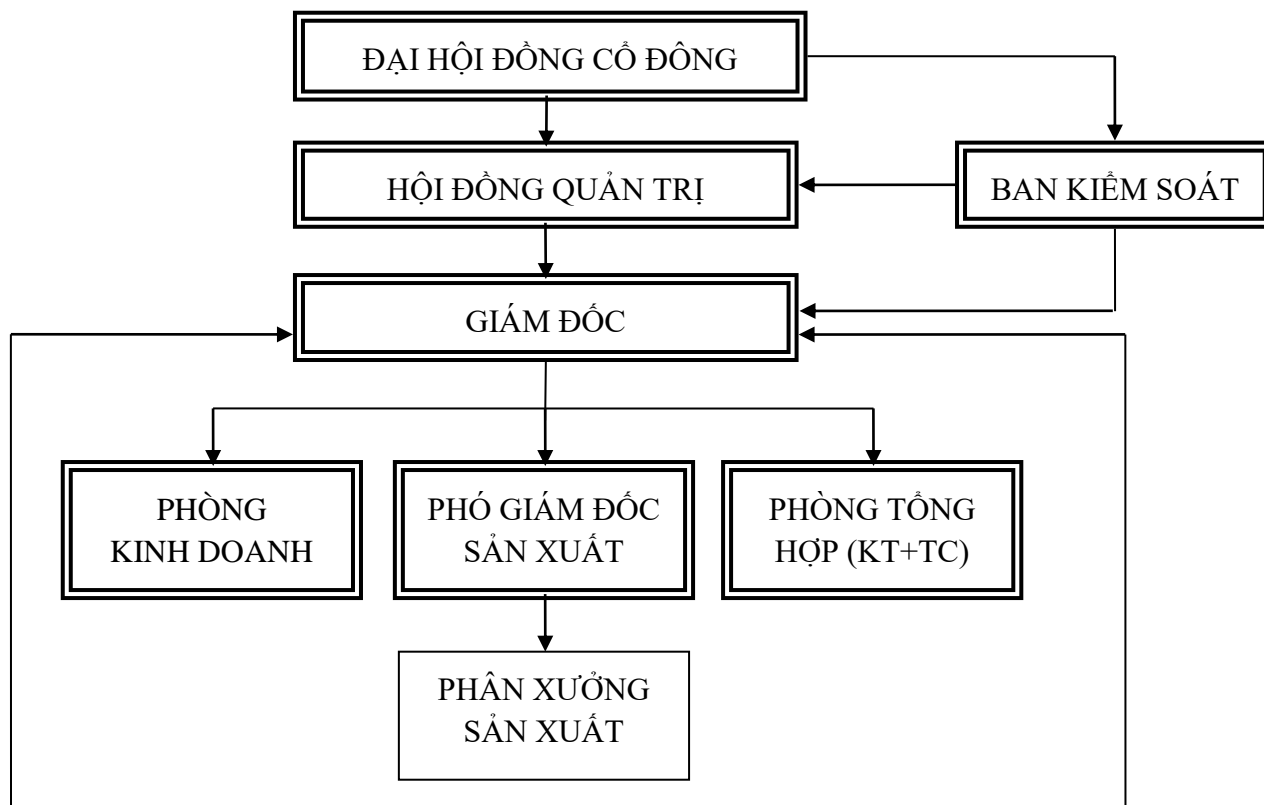 ĐẠI HỘI ĐỒNG CỔ ĐÔNG
HỘI ĐỒNG QUẢN TRỊ
BAN KIỂM SOÁT
GIÁM ĐỐC
PHÒNG
KINH DOANH
PHÓ GIÁM ĐỐC
SẢN XUẤT
PHÒNG TỔNG
HỢP (KT+TC)
PHÂN XƯỞNG
SẢN XUẤT